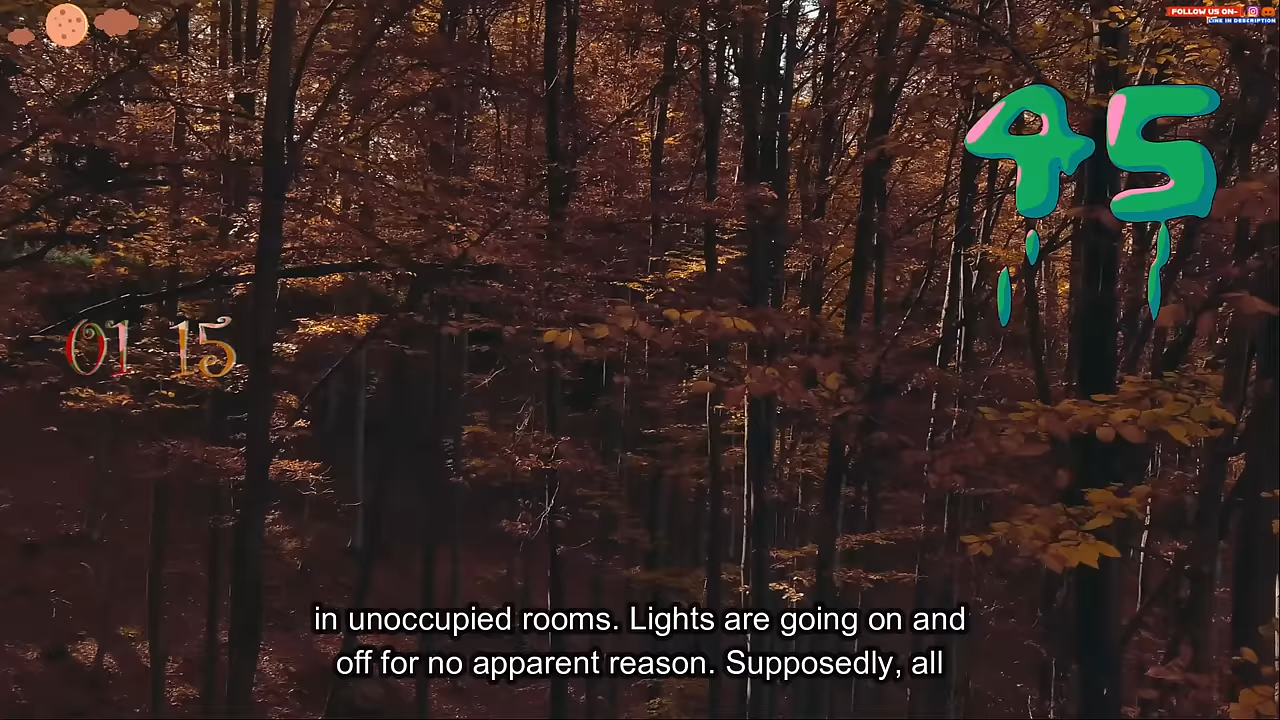 FOLLOW US ON-
LINK IN DESCRIPTION
45
01 15
in unoccupied rooms. Lights are going on and
off for no apparent reason. Supposedly, all